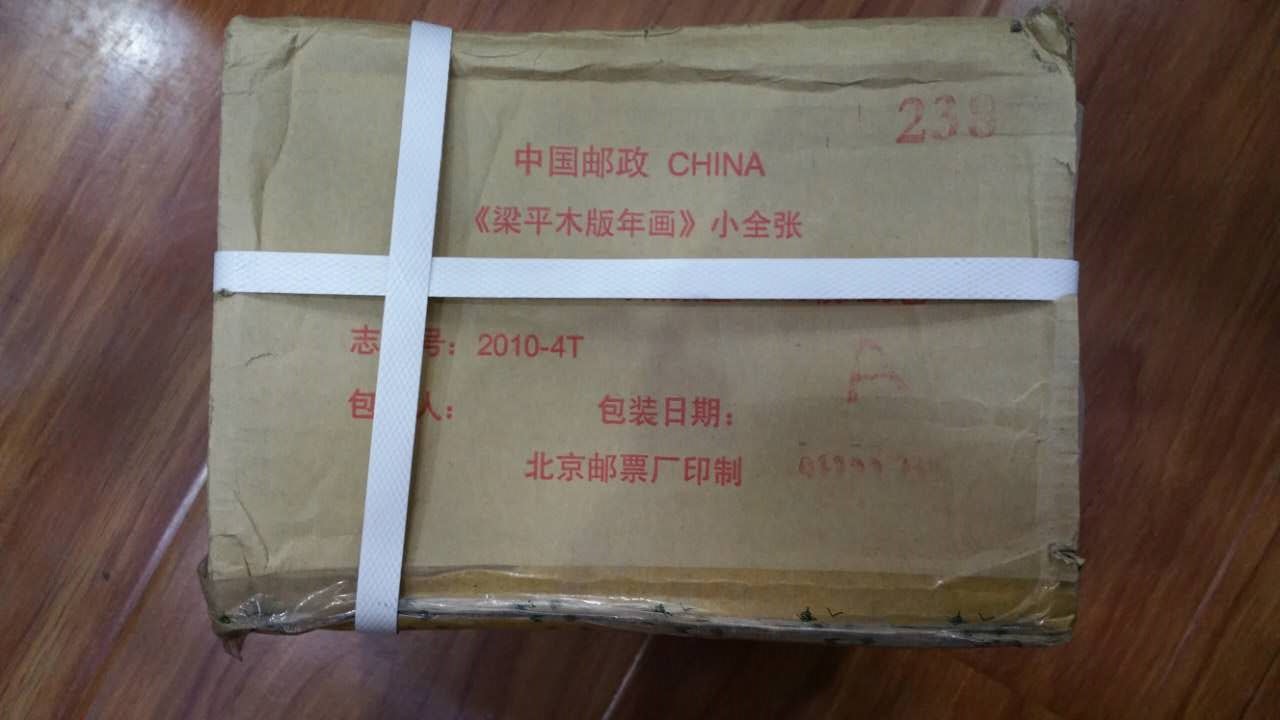 238
中国邮政 CHINA
《梁平木版年画》小全张
志 号：2010-4T
包 人： 包装日期：
A
北京邮票厂印制